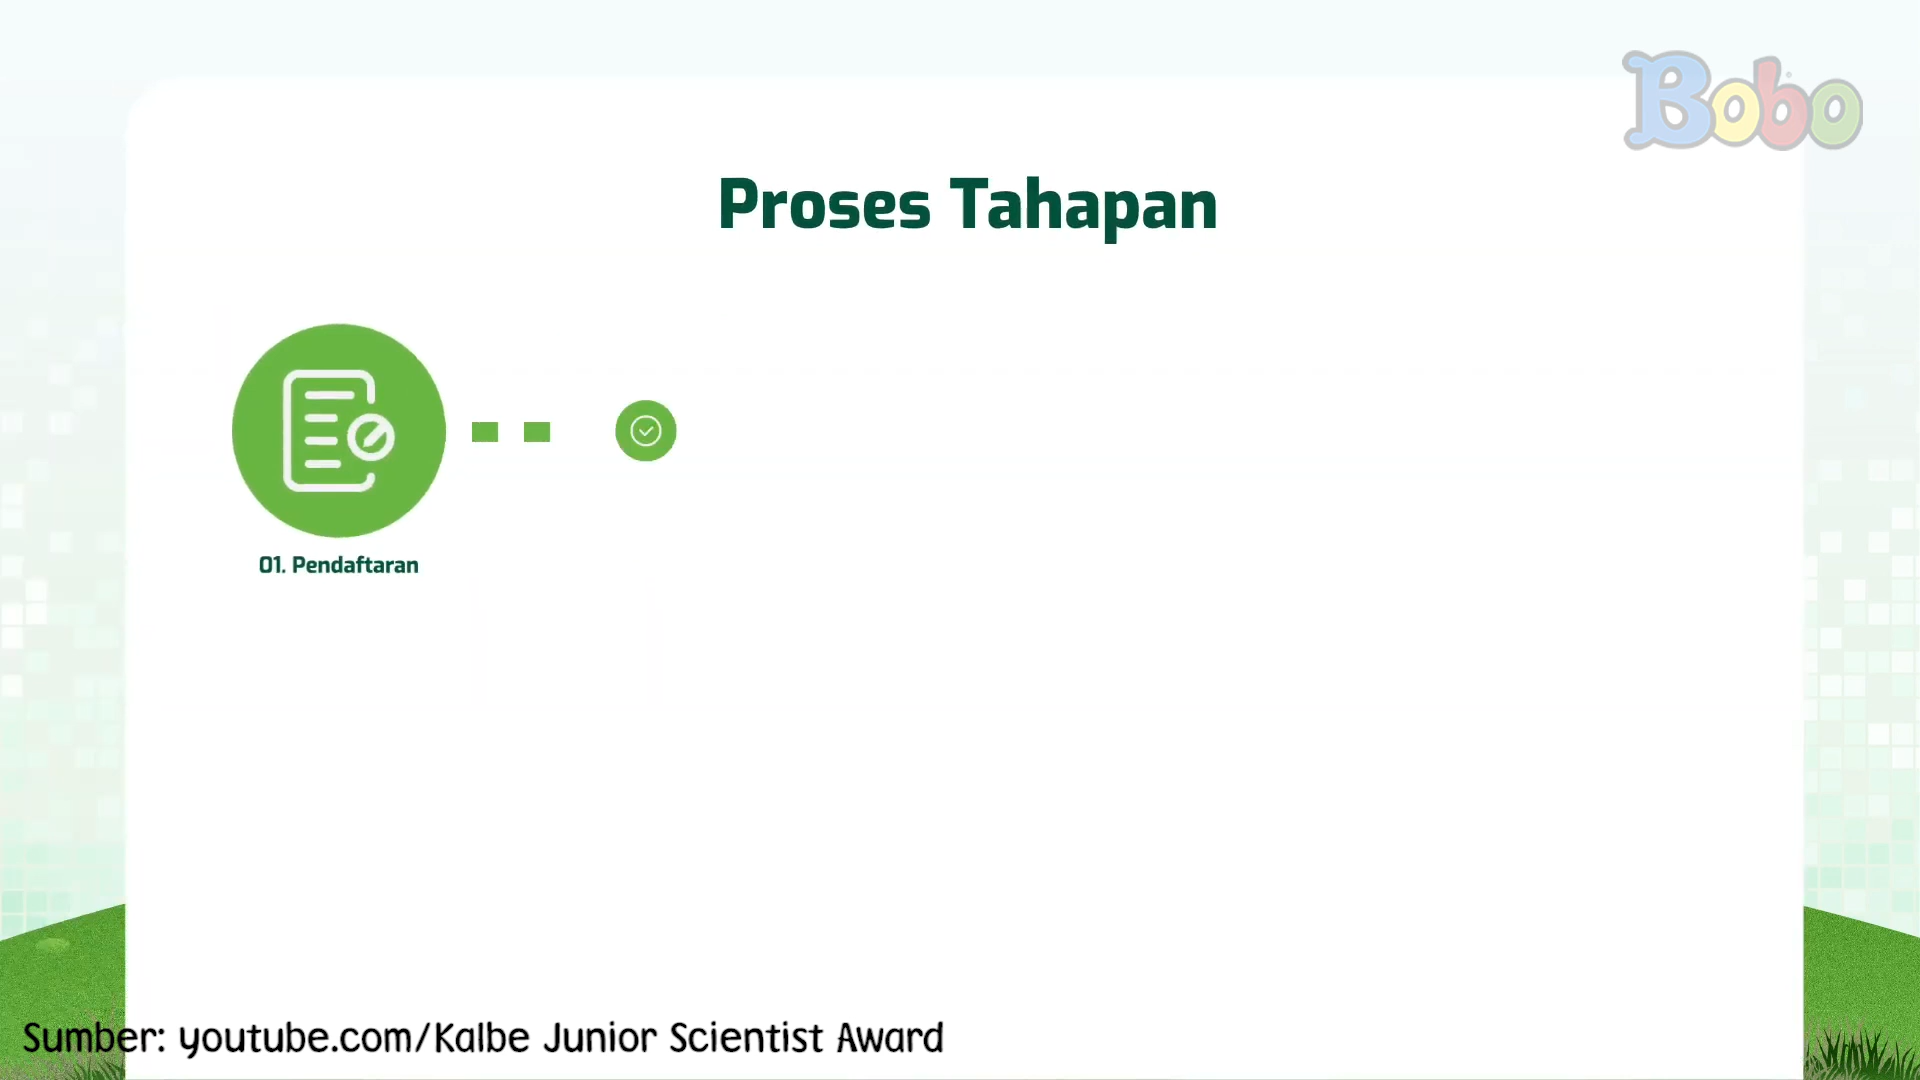 Bobo
Proses Tahapan
01. Pendaftaran
Sumber: youtube.com/Kalbe Junior Scientist Award